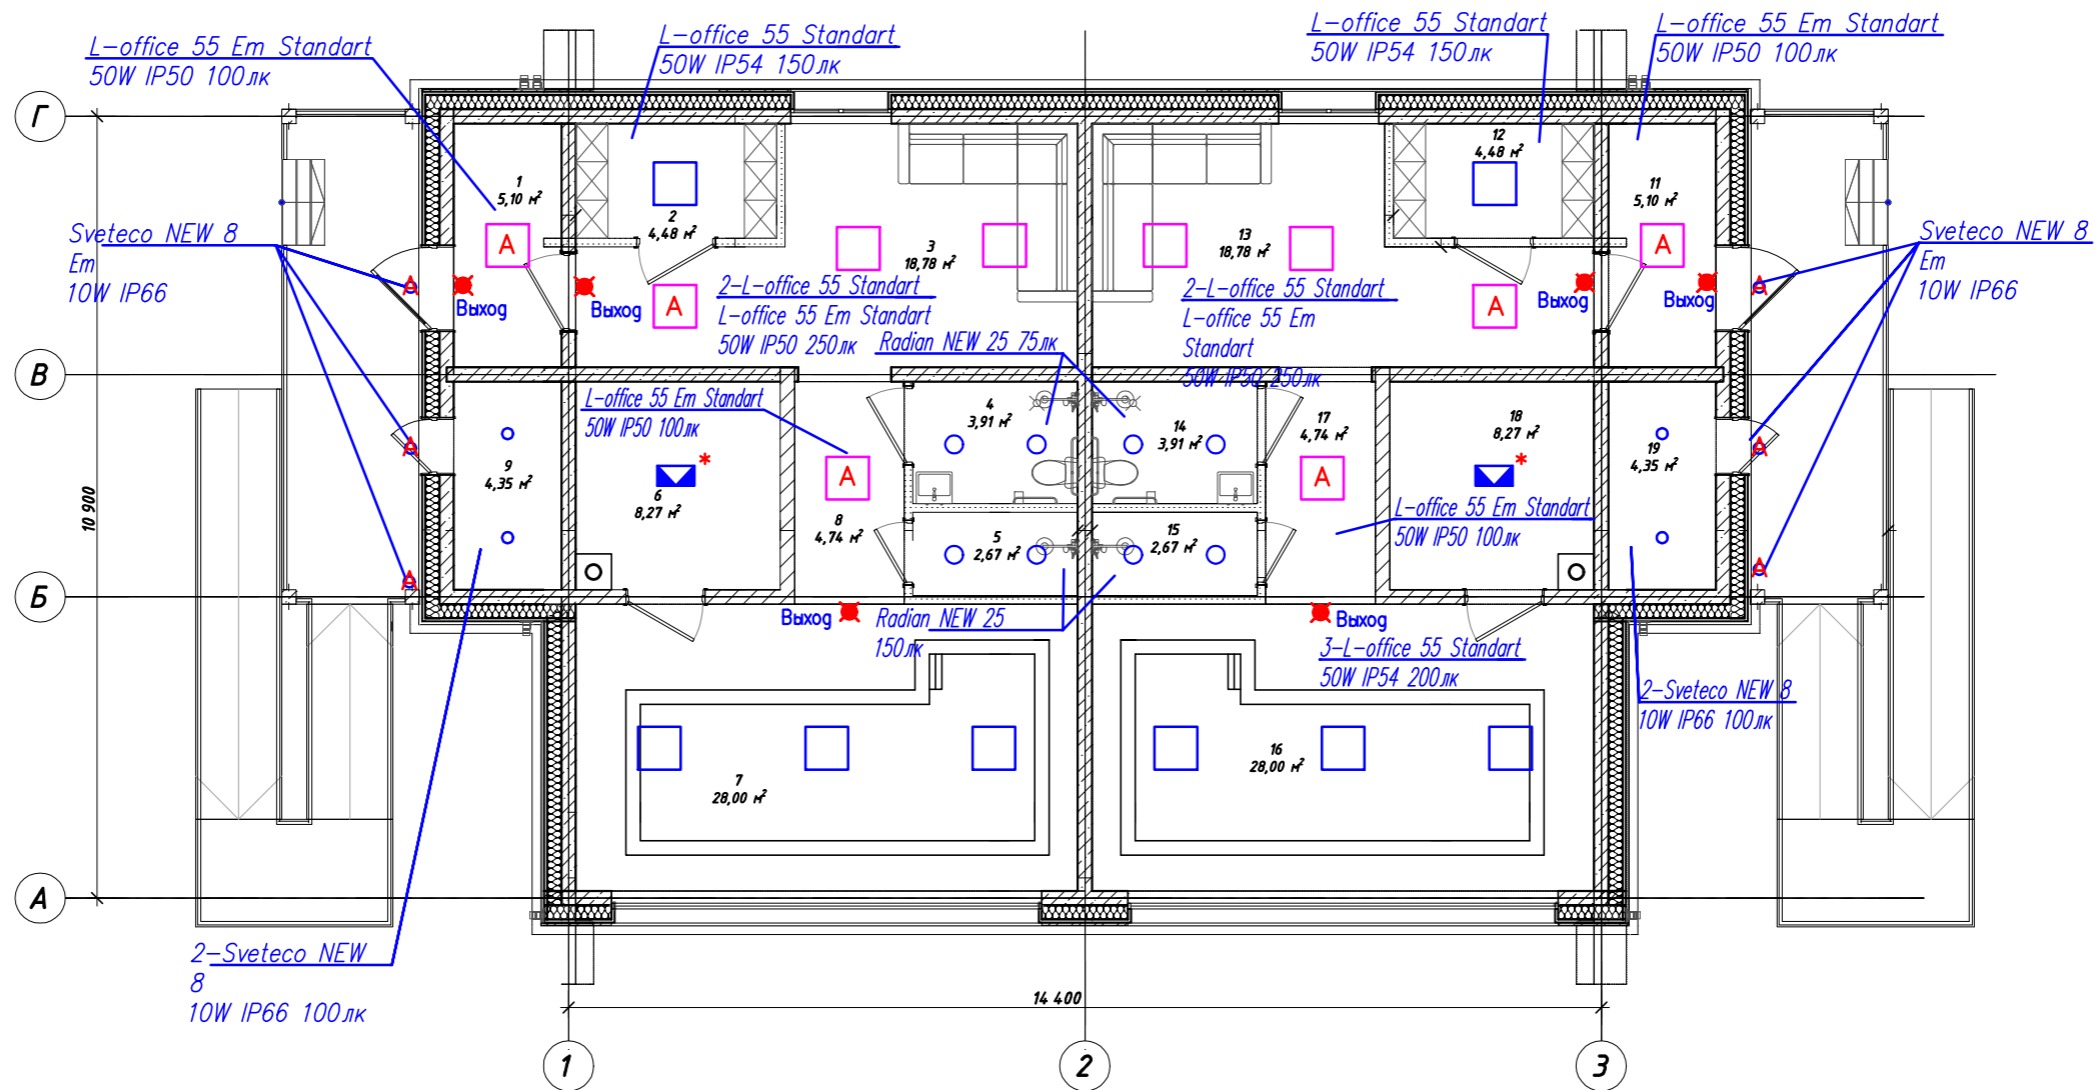 L-office 55 Em Standart
50W IP50 100лк
L-office 55 Standart
50W IP54 150лк
L-office 55 Standart
50W IP54 150лк
L-office 55 Em Standart
50W IP50 100лк
Г
1
5,10 м²
2
4,48 м²
3
18,78 м²
13
18,78 м²
12
4,48 м²
11
5,10 м²
Sveteco NEW 8
Em
10W IP66
Sveteco NEW 8
Em
10W IP66
А
А
А
А
А
А
А
А
А
А
Выход
Выход
Выход
Выход
2-L-office 55 Standart
L-office 55 Em Standart
50W IP50 250лк
2-L-office 55 Standart
L-office 55 Em
Standart
50W IP50 250лк
Radian NEW 25 75лк
В
L-office 55 Em Standart
50W IP50 100лк
4
3,91 м²
14
3,91 м²
17
4,74 м²
18
8,27 м²
19
4,35 м²
9
4,35 м²
*
6
8,27 м²
А
8
4,74 м²
5
2,67 м²
15
2,67 м²
А
*
L-office 55 Em Standart
50W IP50 100лк
10 900
Б
Выход
Radian NEW 25
150лк
Выход
3-L-office 55 Standart
50W IP54 200лк
2-Sveteco NEW 8
10W IP66 100лк
7
28,00 м²
16
28,00 м²
А
2-Sveteco NEW
8
10W IP66 100лк
14 400
1
2
3